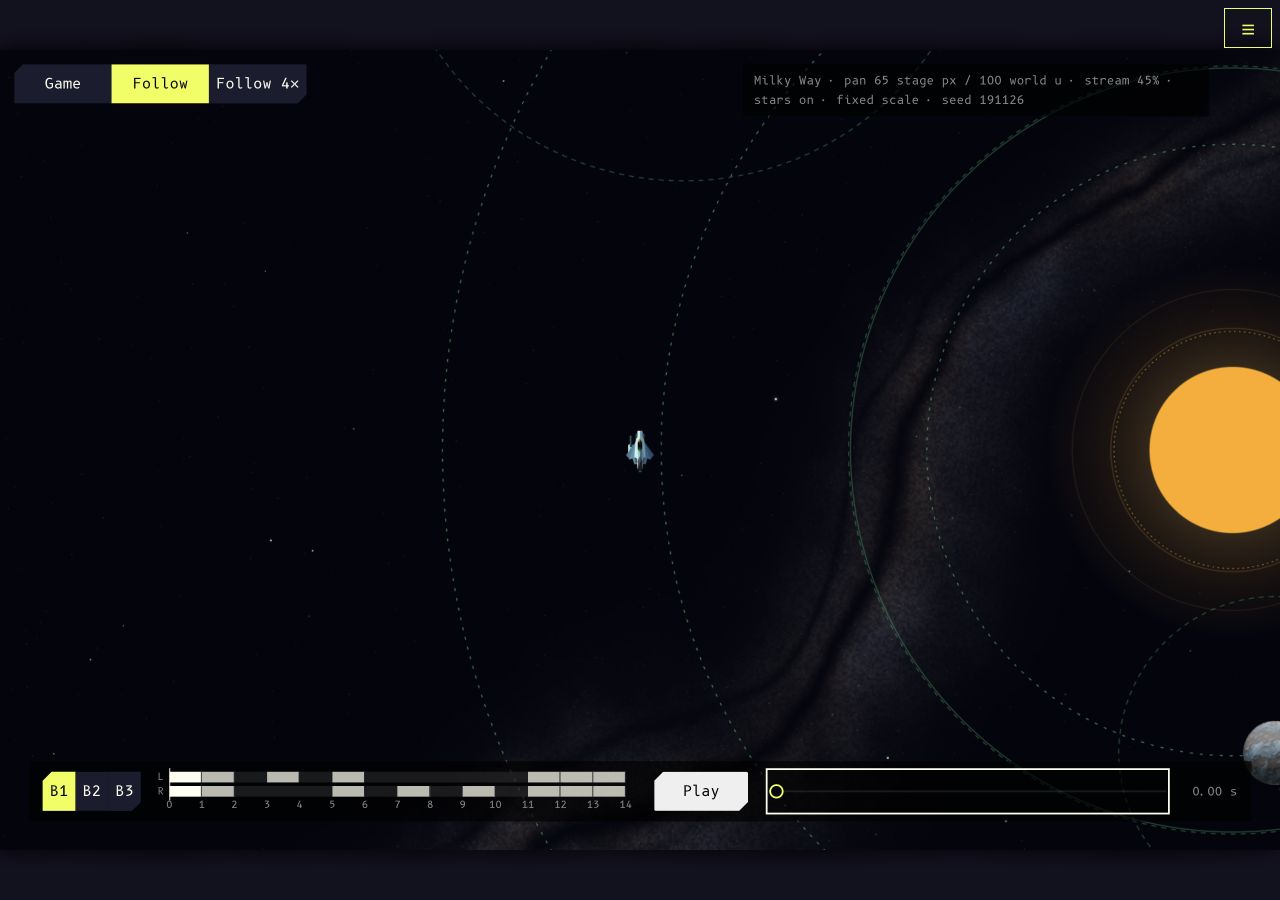 ≡
Game Follow Follow 4×
Milky Way · pan 65 stage px / 100 world u · stream 45% ·
stars on · fixed scale · seed 191126
B1 B2 B3
L
R
0 1 2 3 4 5 6 7 8 9 10 11 12 13 14
Play
0.00 s